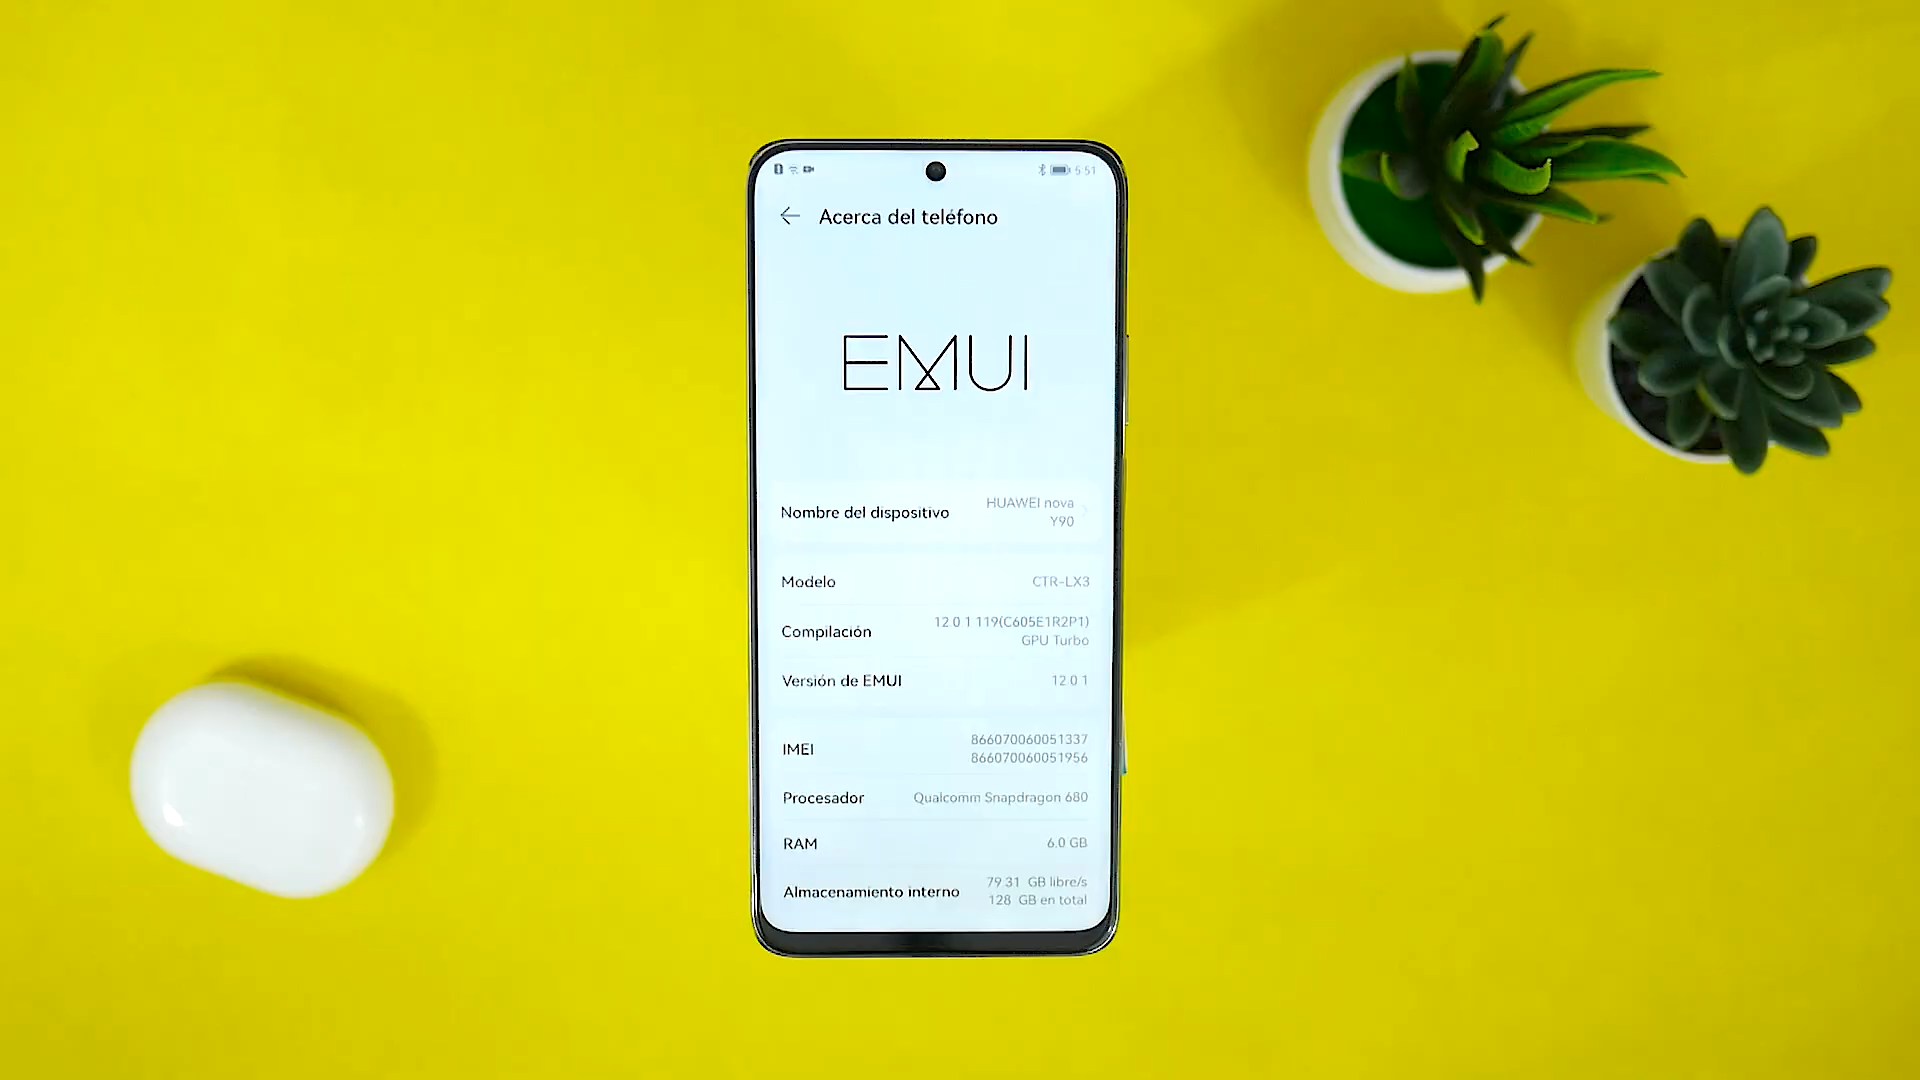 5:51
Acerca del teléfono
EMUI
Nombre del dispositivo
HUAWEI nova
Y90
Modelo
CTR-LX3
Compilación
12 0 1 119(C605E1R2P1)
GPU Turbo
Versión de EMUI
12 0 1
IMEI
866070060051337
866070060051956
Procesador
Qualcomm Snapdragon 680
RAM
6.0 GB
Almacenamiento interno
79.31 GB libre/s
128 GB en total